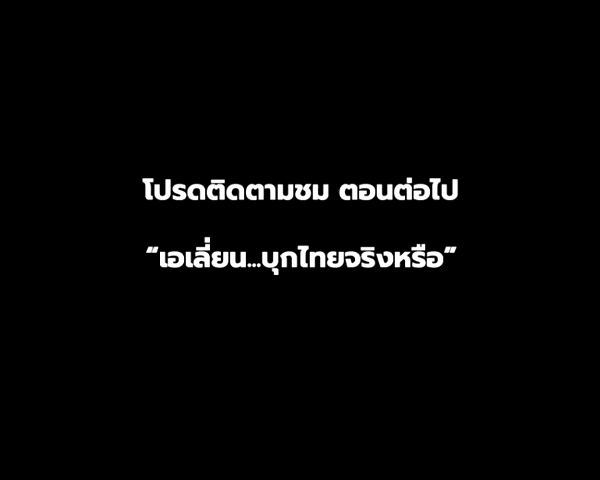 โปรดติดตามชม ตอนต่อไป
“เอเลี่ยน...บุกไทยจริงหรือ”